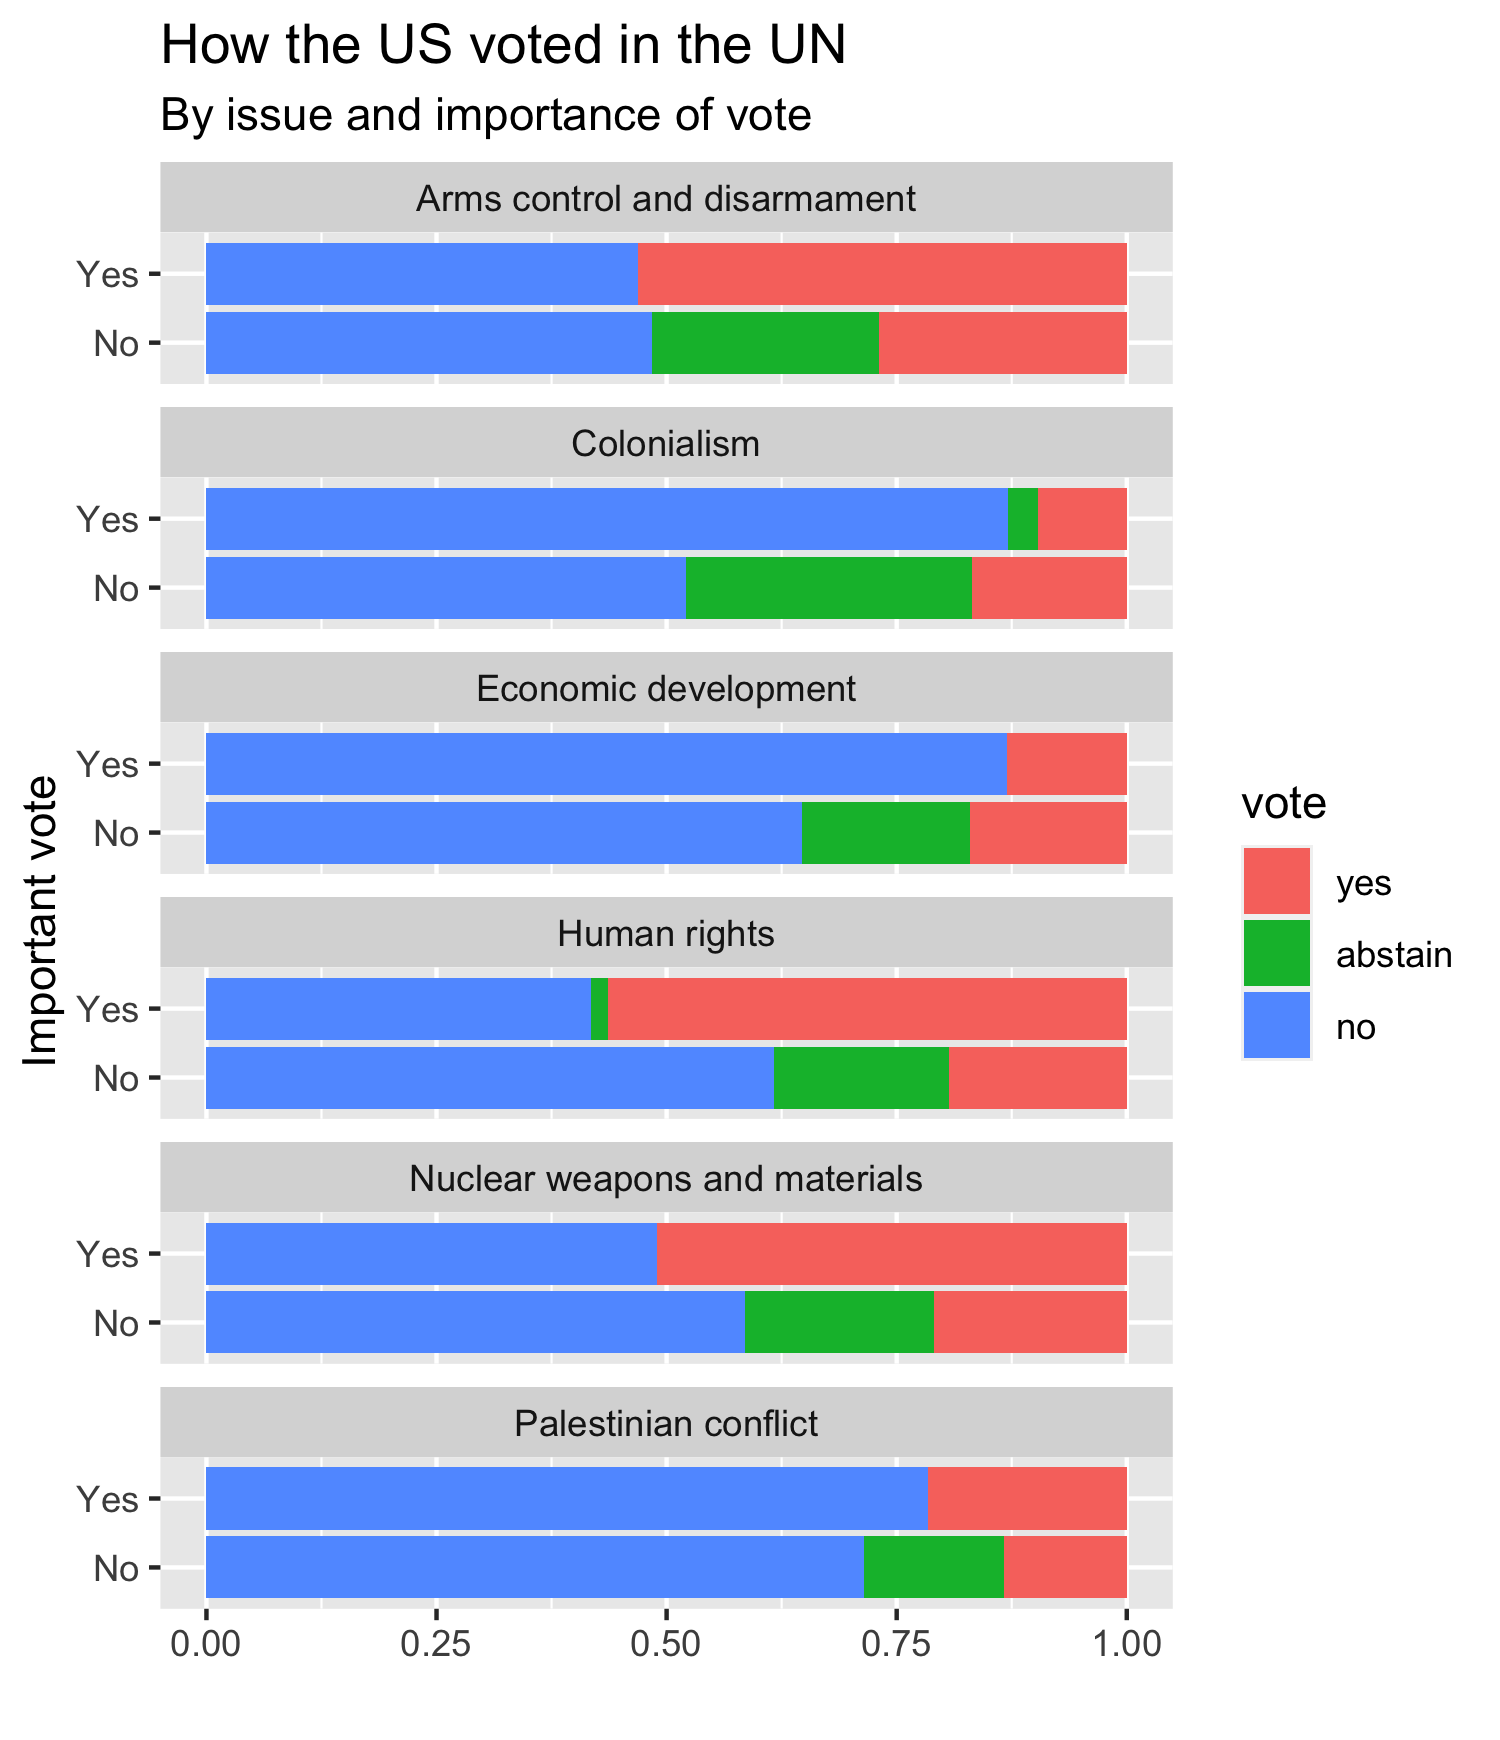 How the US voted in the UN
By issue and importance of vote
Arms control and disarmament
Yes
No
Colonialism
Yes
No
Economic development
Yes
No
Human rights
Yes
No
Nuclear weapons and materials
Yes
No
Palestinian conflict
Yes
No
0.00 0.25 0.50 0.75 1.00
Important vote
vote
yes
abstain
no